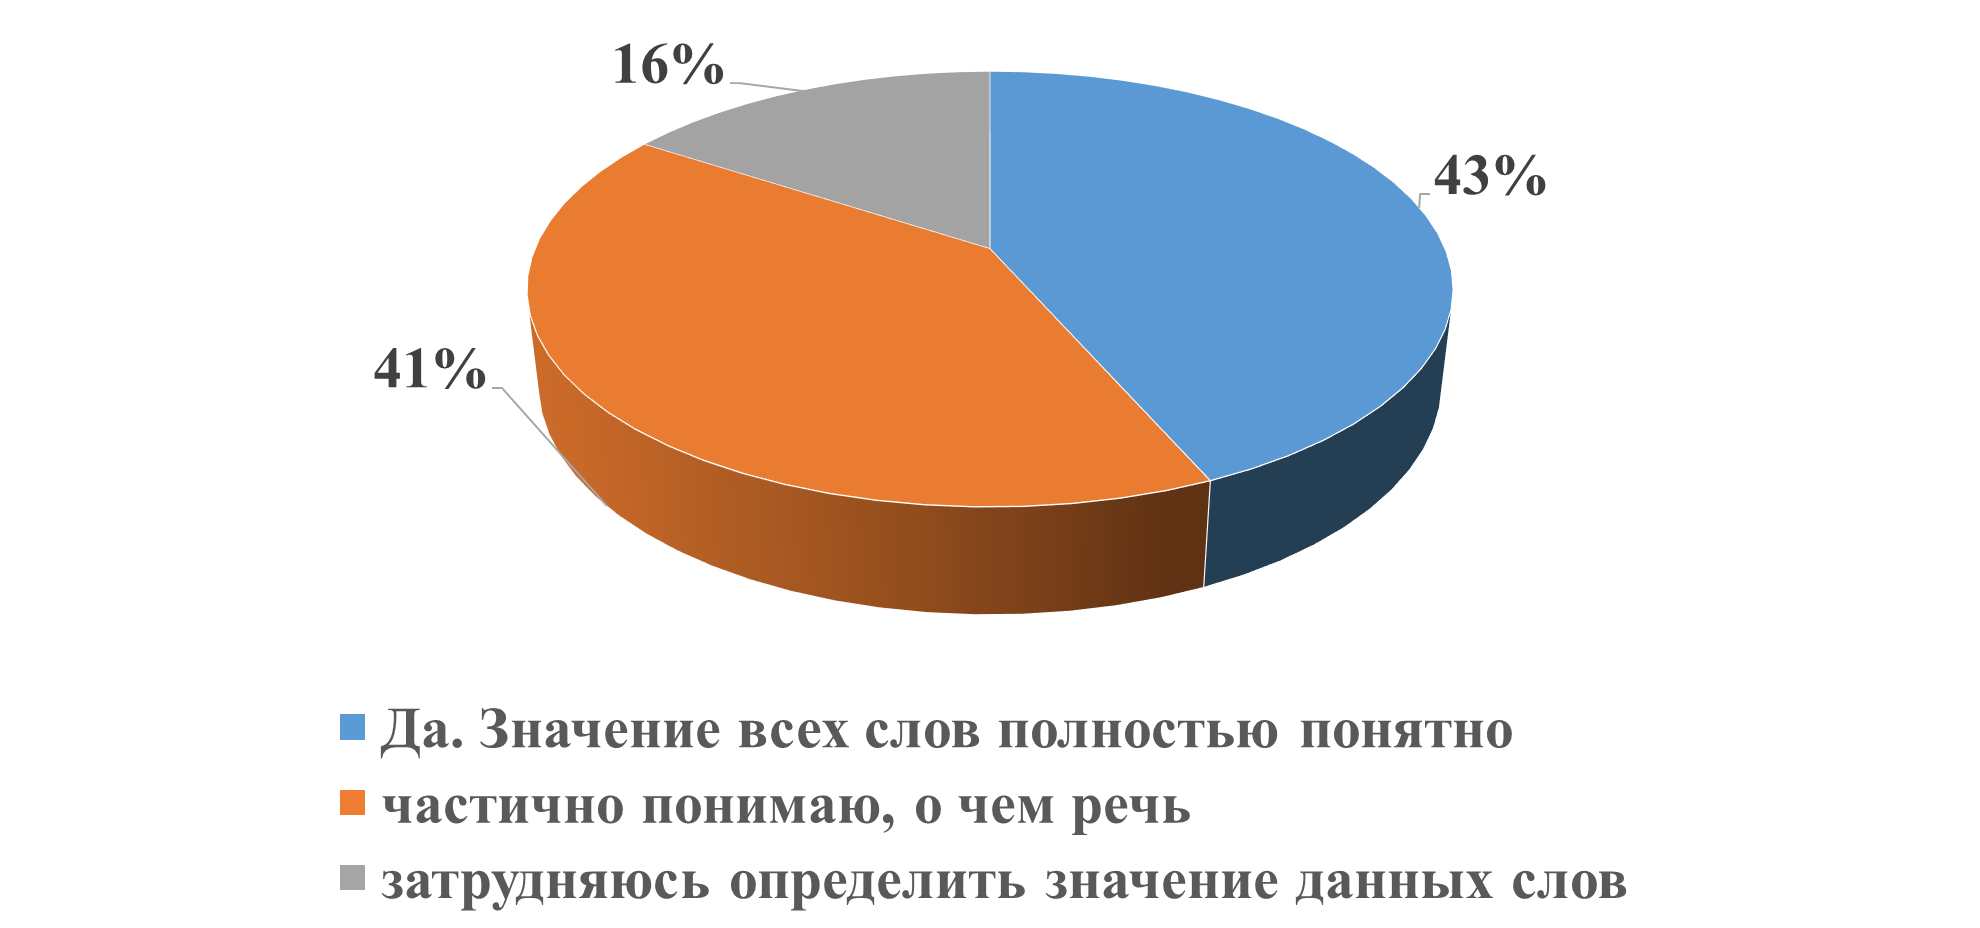 16%
43%
41%
Да. Значение всех слов полностью понятно
частично понимаю, о чем речь
затрудняюсь определить значение данных слов